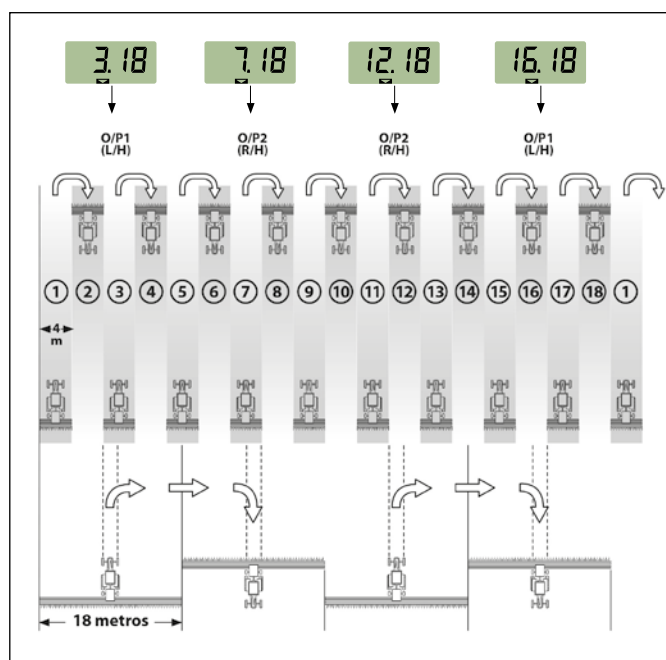 3.18 7.18 12.18 16.18
O/P1 (L/H)
O/P2 (R/H)
O/P2 (R/H)
O/P1 (L/H)
1 2 3 4 5 6 7 8 9 10 11 12 13 14 15 16 17 18 1
4 m
18 metros